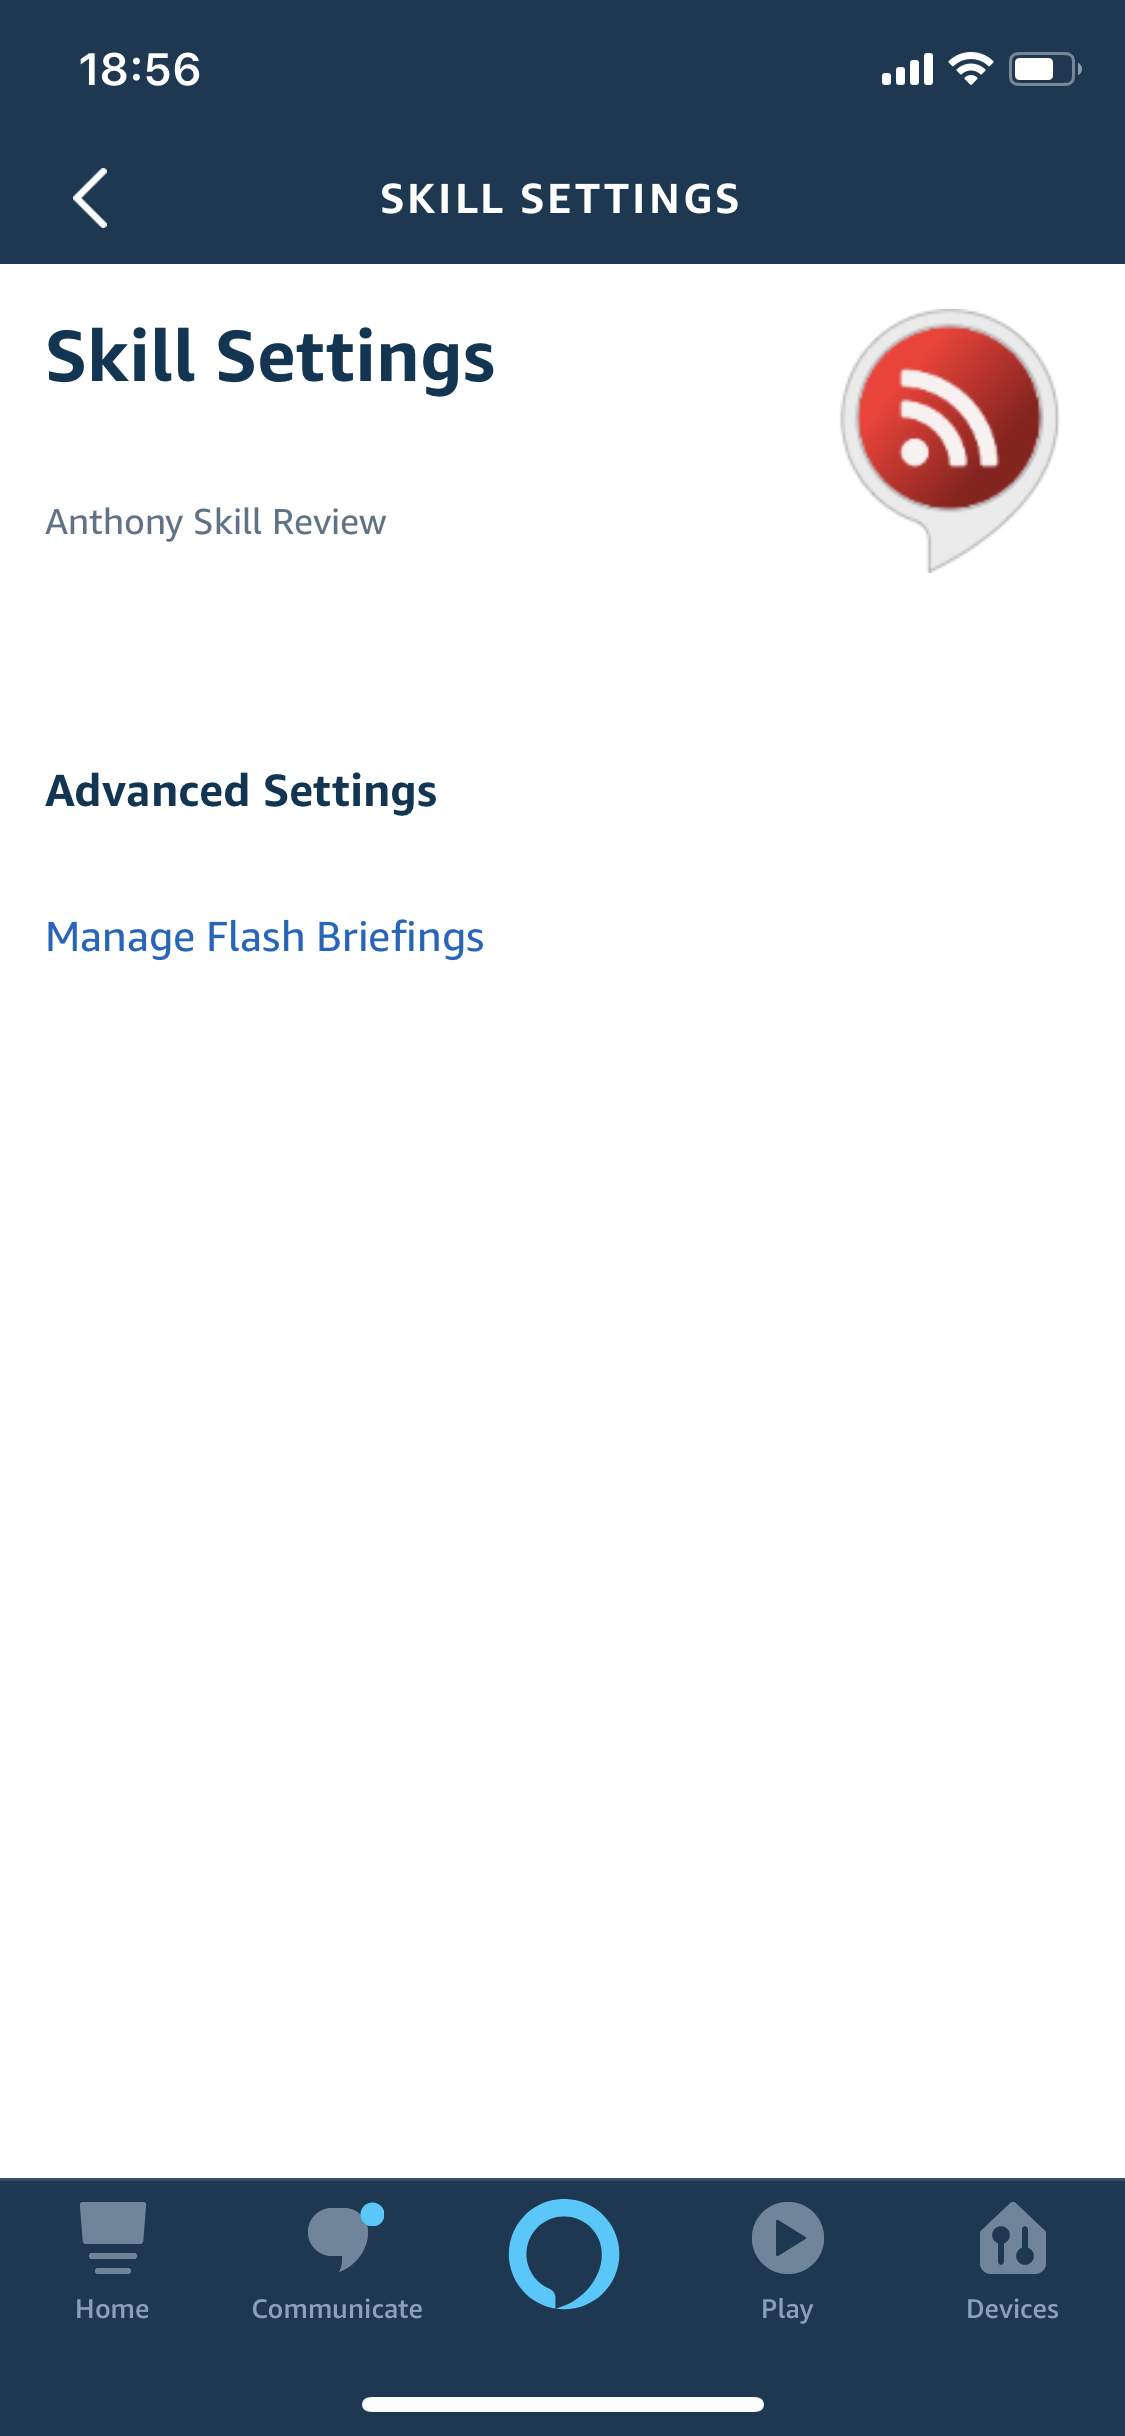 18:56
SKILL SETTINGS
Skill Settings
Anthony Skill Review
Advanced Settings
Manage Flash Briefings
Home
Communicate
Play
Devices